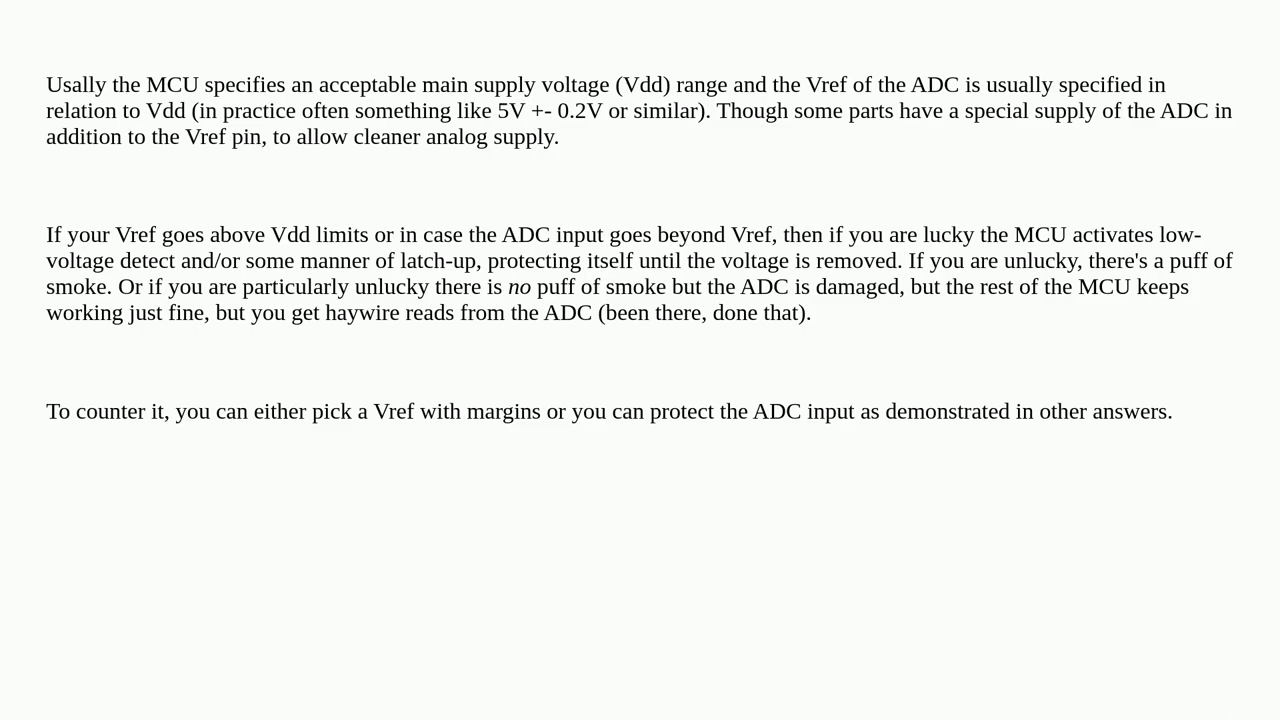 Usally the MCU specifies an acceptable main supply voltage (Vdd) range and the Vref of the ADC is usually specified in
relation to Vdd (in practice often something like 5V +- 0.2V or similar). Though some parts have a special supply of the ADC in
addition to the Vref pin, to allow cleaner analog supply.
If your Vref goes above Vdd limits or in case the ADC input goes beyond Vref, then if you are lucky the MCU activates low-
voltage detect and/or some manner of latch-up, protecting itself until the voltage is removed. If you are unlucky, there's a puff of
smoke. Or if you are particularly unlucky there is no puff of smoke but the ADC is damaged, but the rest of the MCU keeps
working just fine, but you get haywire reads from the ADC (been there, done that).
To counter it, you can either pick a Vref with margins or you can protect the ADC input as demonstrated in other answers.